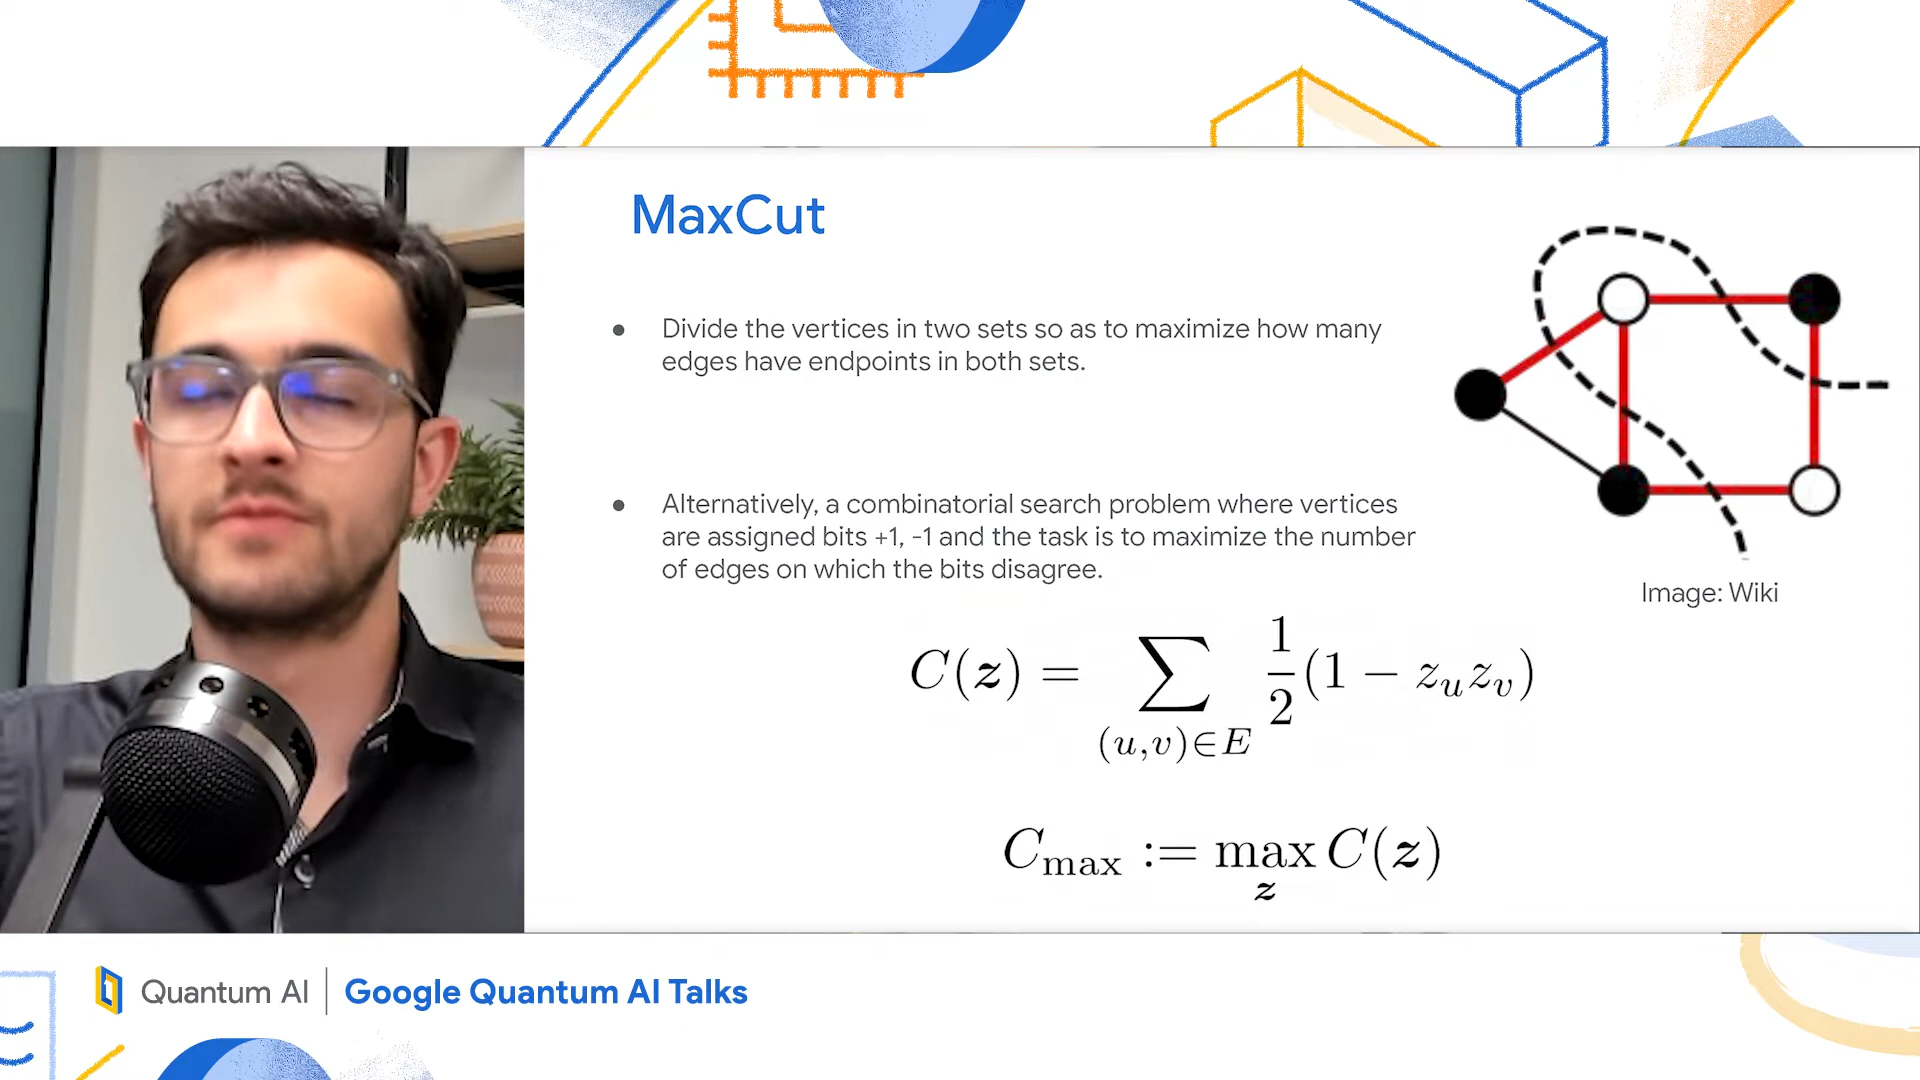 MaxCut
● Divide the vertices in two sets so as to maximize how many
edges have endpoints in both sets.
● Alternatively, a combinatorial search problem where vertices
are assigned bits +1, -1 and the task is to maximize the number
of edges on which the bits disagree.
Image: Wiki
C(z) = ∑_{(u,v)∈E} \frac{1}{2}(1 − z_u z_v)
C_{max} := max_{z} C(z)
Quantum AI | Google Quantum AI Talks